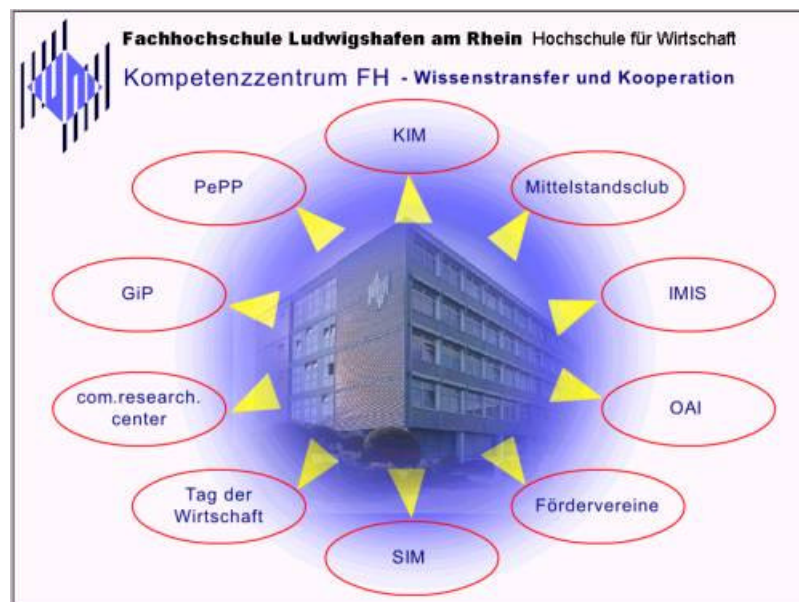 Fachhochschule Ludwigshafen am Rhein Hochschule für Wirtschaft
Kompetenzzentrum FH - Wissenstransfer und Kooperation
KIM
PePP
Mittelstandsclub
GiP
IMIS
com.research.
center
OAI
Tag der
Wirtschaft
Fördervereine
SIM